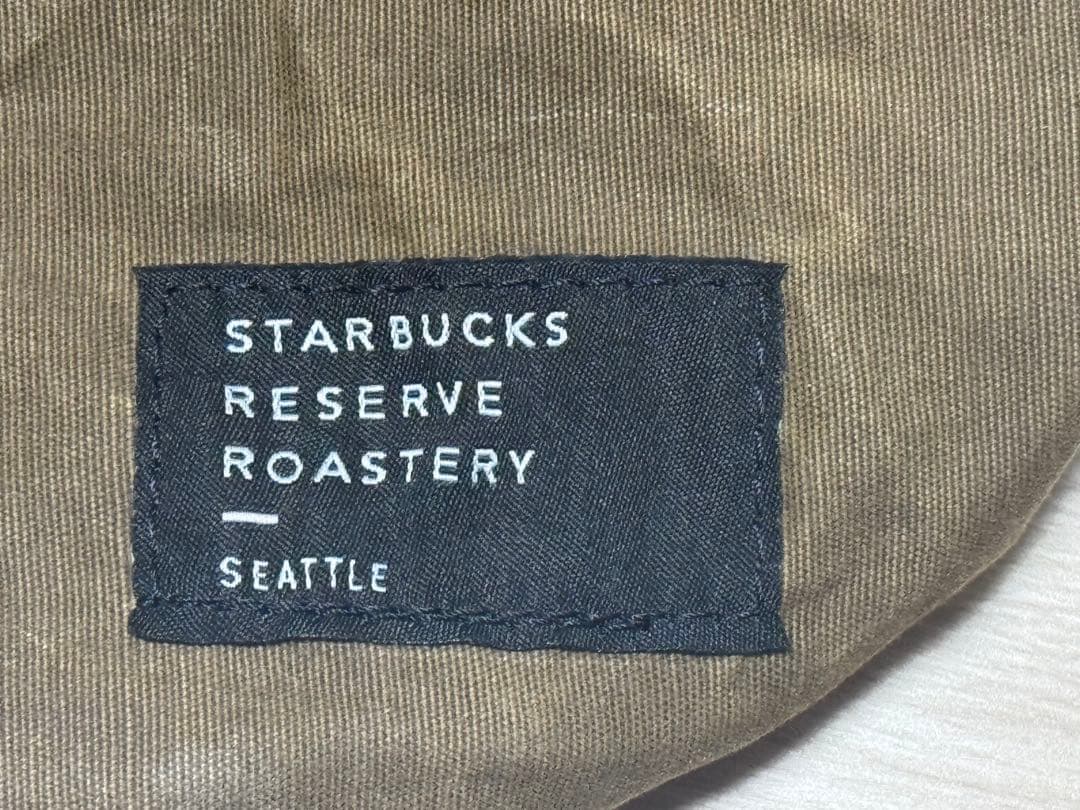 STARBUCKS
RESERVE
ROASTERY
—
SEATTLE